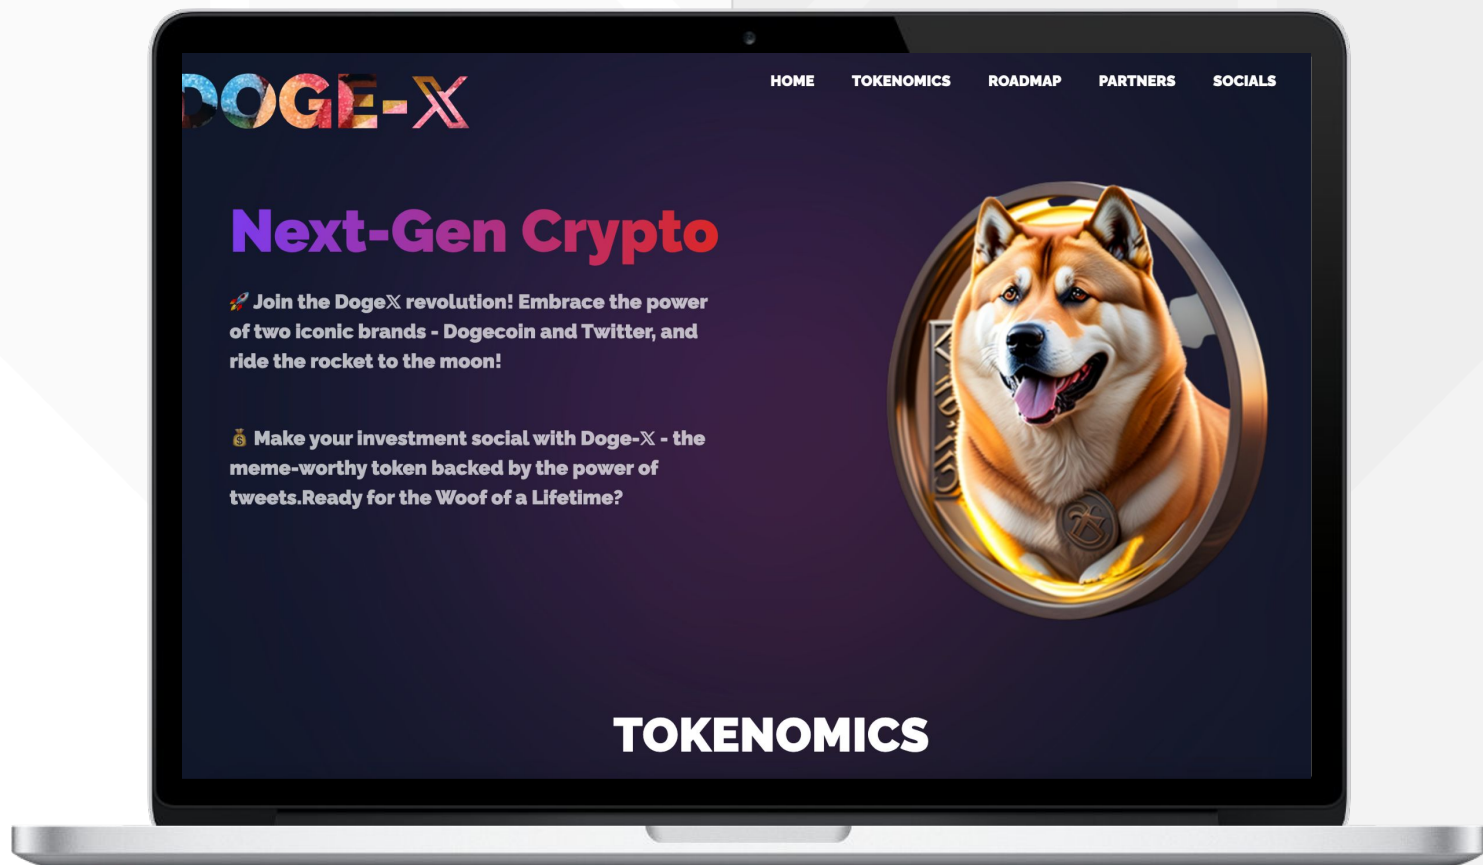 DOGE-𝕏
HOME TOKENOMICS ROADMAP PARTNERS SOCIALS
Next-Gen Crypto
🚀 Join the Doge𝕏 revolution! Embrace the power
of two iconic brands - Dogecoin and Twitter, and
ride the rocket to the moon!
💰 Make your investment social with Doge-𝕏 - the
meme-worthy token backed by the power of
tweets.Ready for the Woof of a Lifetime?
TOKENOMICS